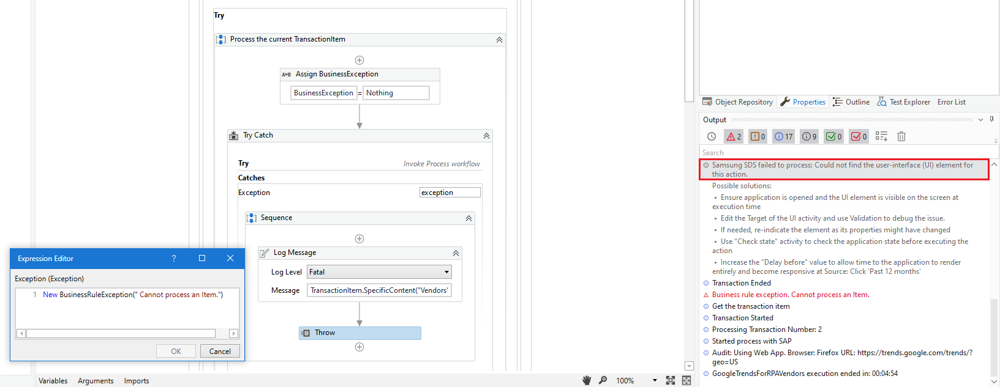 Try
Process the current TransactionItem
A+B Assign BusinessException
BusinessException = Nothing
Try Catch
Try
Invoke Process workflow
Catches
Exception
exception
Sequence
Log Message
Log Level Fatal
Message TransactionItem.SpecificContent("Vendors'
Throw
Expression Editor
?
Exception (Exception)
1 New BusinessRuleException(" Cannot process an Item.")
OK Cancel
Variables Arguments Imports
100%
Object Repository Properties Outline Test Explorer Error List
Output
2 0 17 9 0 0
Search
Samsung SDS failed to process: Could not find the user-interface (UI) element for
this action.
Possible solutions:
• Ensure application is opened and the UI element is visible on the screen at
execution time
• Edit the Target of the UI activity and use Validation to debug the issue.
• If needed, re-indicate the element as its properties might have changed
• Use "Check state" activity to check the application state before executing the
action
• Increase the "Delay before" value to allow time to the application to render
entirely and become responsive at Source: Click 'Past 12 months'
Transaction Ended
Business rule exception. Cannot process an Item.
Get the transaction item
Transaction Started
Processing Transaction Number: 2
Started process with SAP
Audit: Using Web App. Browser: Firefox URL: https://trends.google.com/trends/?
geo=US
GoogleTrendsForRPAVendors execution ended in: 00:04:54